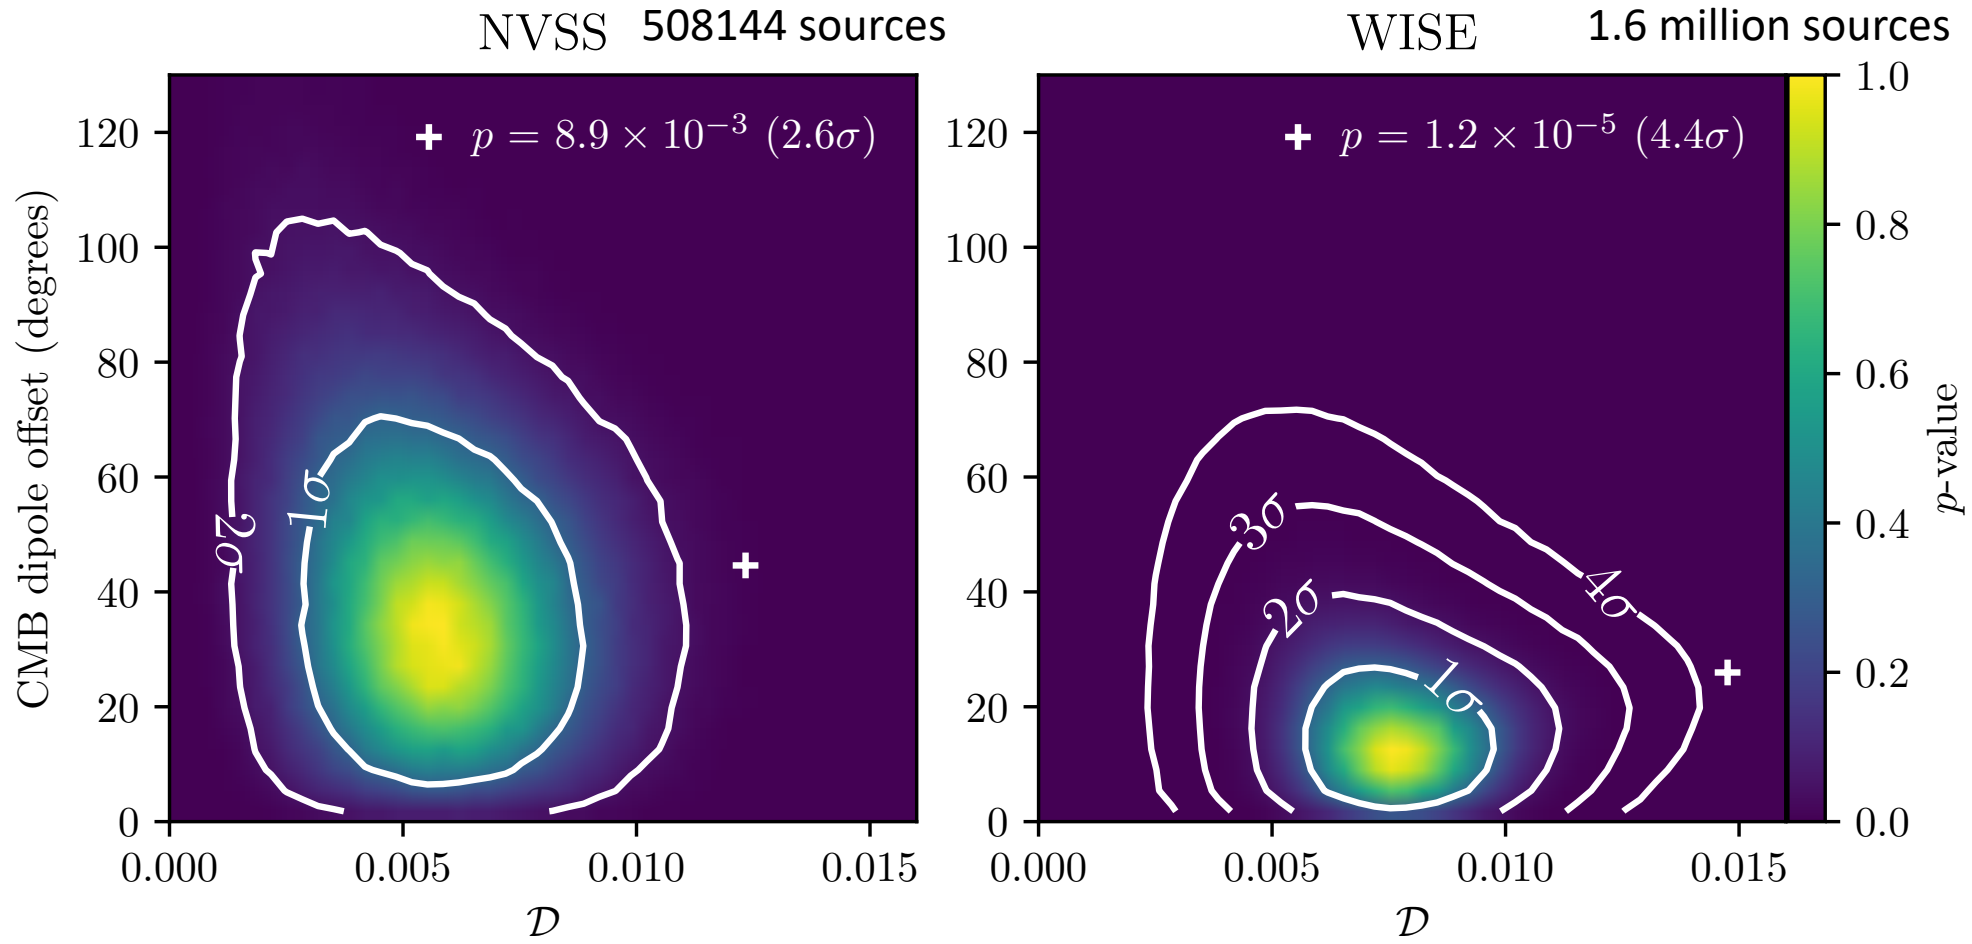 NVSS 508144 sources
WISE 1.6 million sources
+ p = 8.9 × 10⁻³ (2.6σ)
+ p = 1.2 × 10⁻⁵ (4.4σ)
CMB dipole offset (degrees)
120
100
80
60
40
20
0
0.000 0.005 0.010 0.015
𝒟
1σ
2σ
120
100
80
60
40
20
0
0.000 0.005 0.010 0.015
𝒟
1σ
2σ
3σ
4σ
1.0
0.8
0.6
0.4
0.2
0.0
p-value